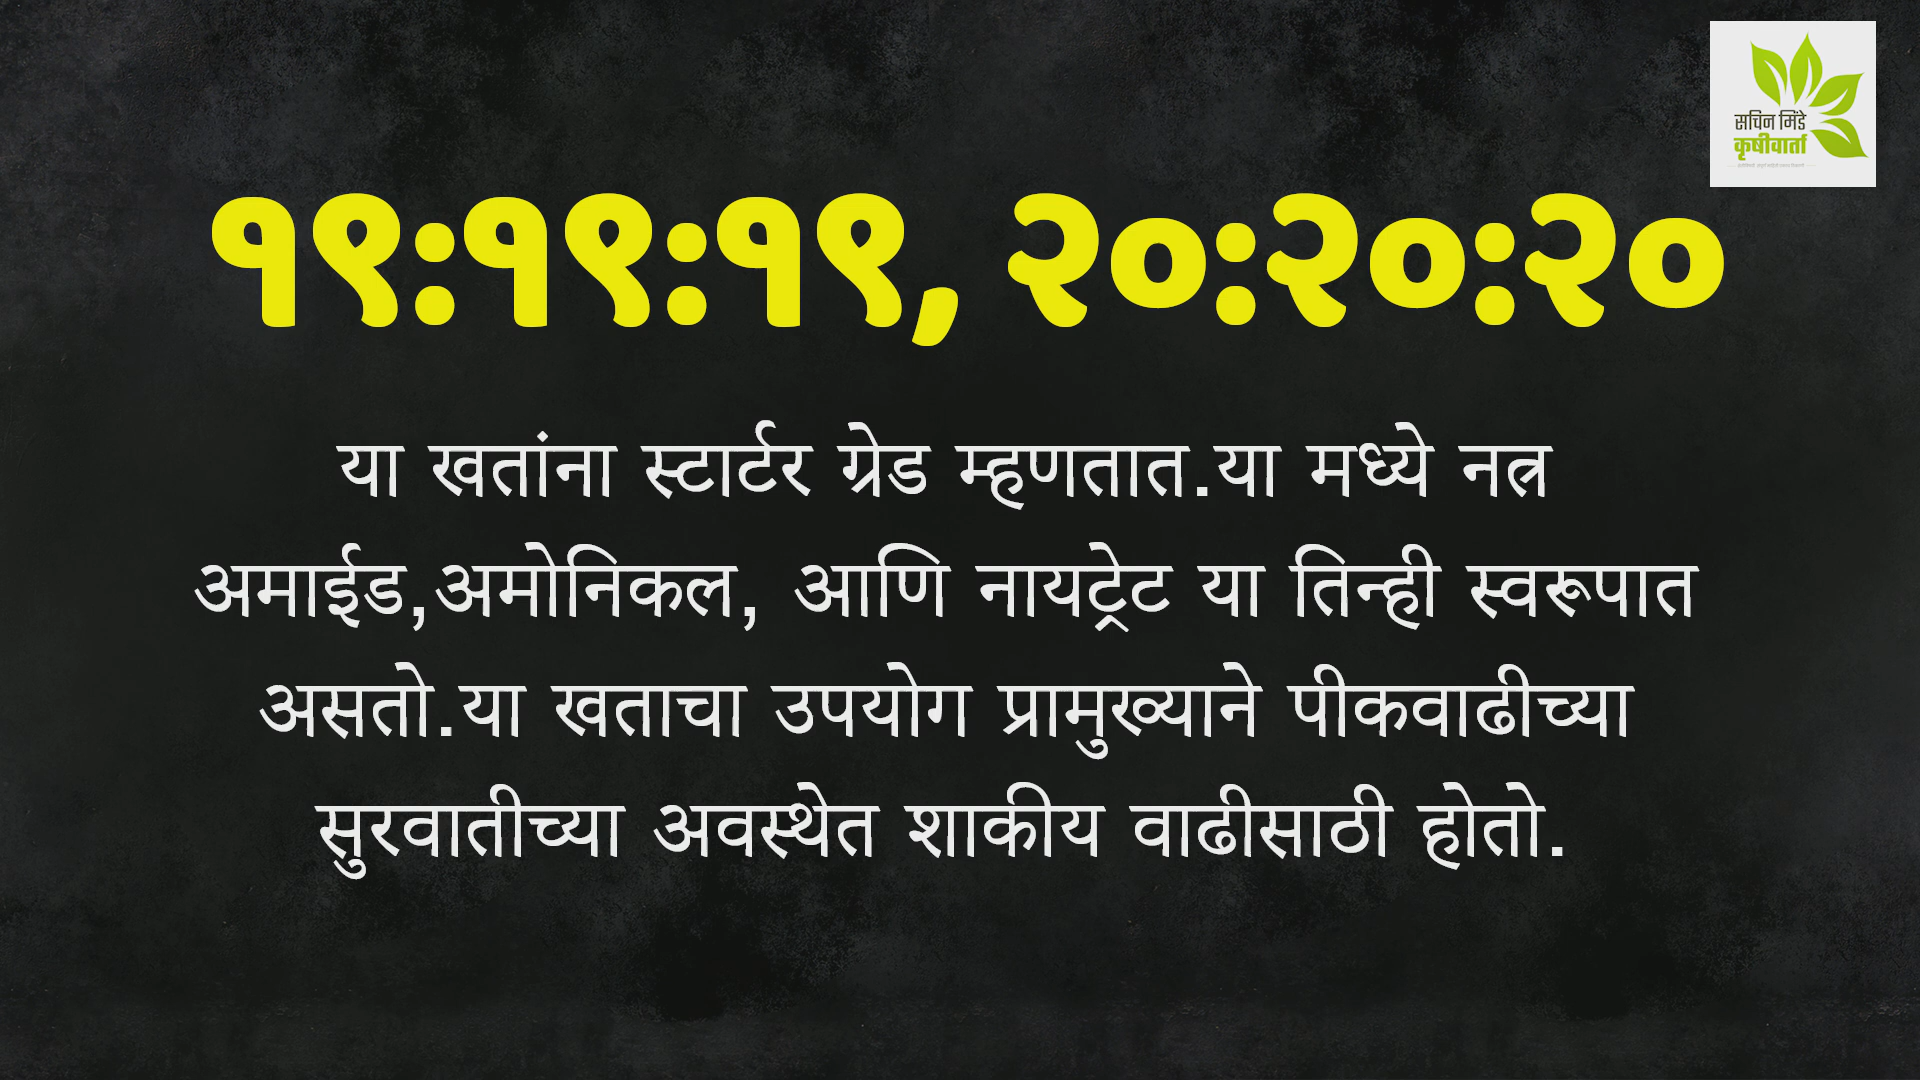 सचिन मिंडे
कृषीवार्ता
१९:१९:१९, २०:२०:२०
या खतांना स्टार्टर ग्रेड म्हणतात.या मध्ये नत्र
अमाईड,अमोनिकल, आणि नायट्रेट या तिन्ही स्वरूपात
असतो.या खताचा उपयोग प्रामुख्याने पीकवाढीच्या
सुरवातीच्या अवस्थेत शाकीय वाढीसाठी होतो.